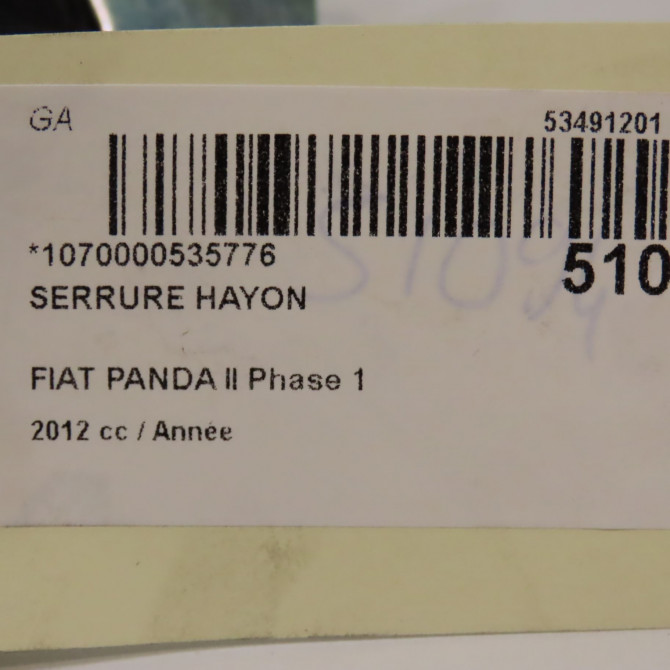 GA 53491201
*1070000535776 510
SERRURE HAYON
FIAT PANDA II Phase 1
2012 cc / Année